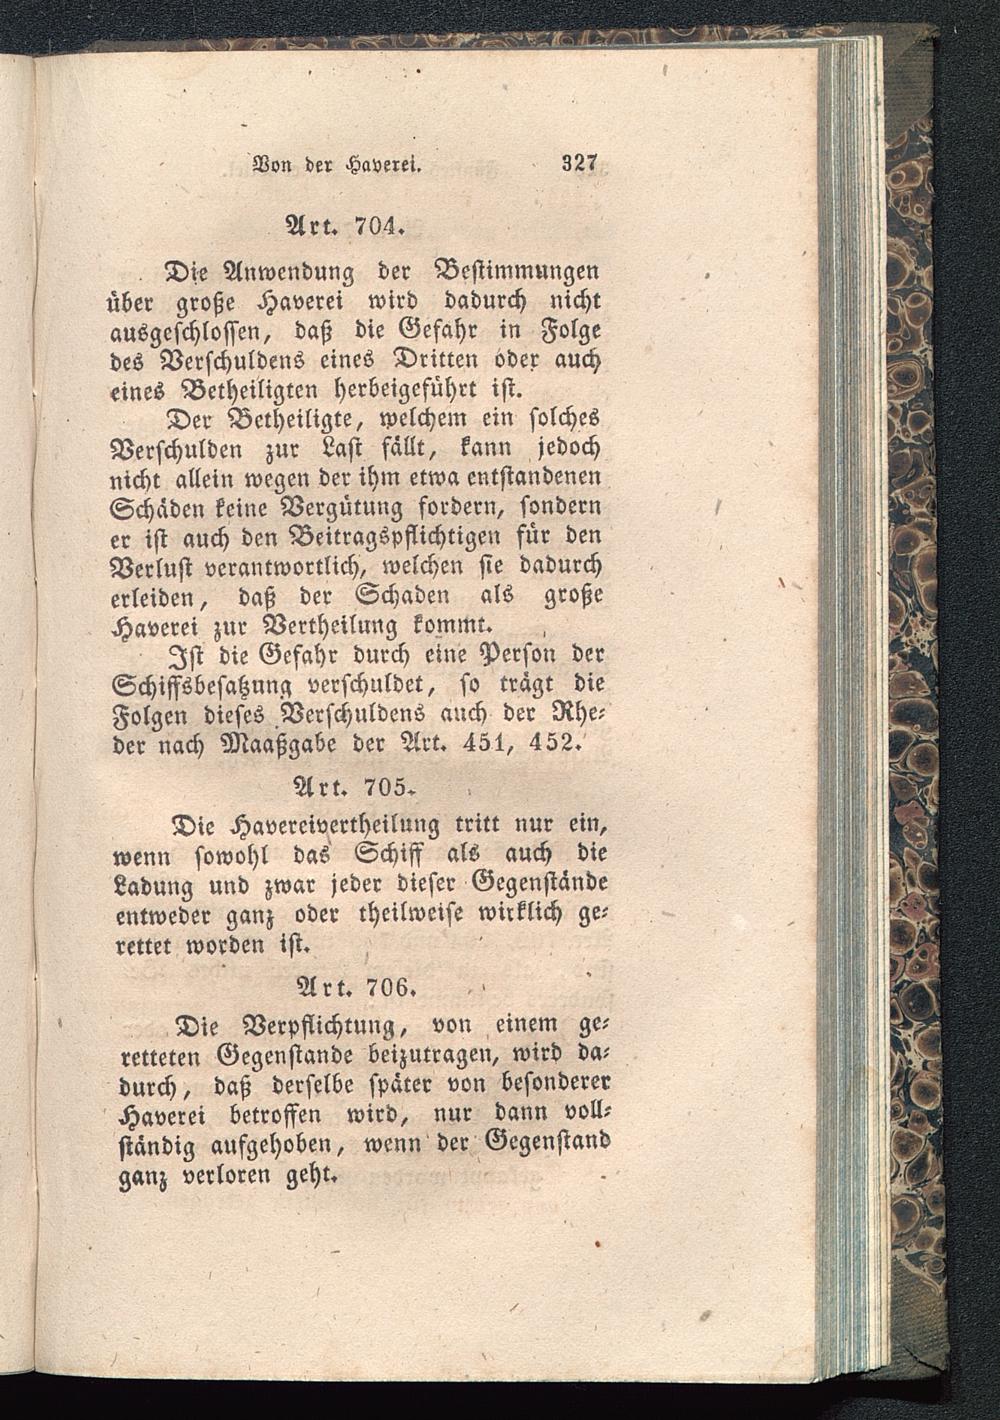 Von der Haverei. 327
Art. 704.
Die Anwendung der Bestimmungen
über große Haverei wird dadurch nicht
ausgeschlossen, daß die Gefahr in Folge
des Verschuldens eines Dritten oder auch
eines Betheiligten herbeigeführt ist.
Der Betheiligte, welchem ein solches
Verschulden zur Last fällt, kann jedoch
nicht allein wegen der ihm etwa entstandenen
Schäden keine Vergütung fordern, sondern
er ist auch den Beitragspflichtigen für den
Verlust verantwortlich, welchen sie dadurch
erleiden, daß der Schaden als große
Haverei zur Vertheilung kommt.
Ist die Gefahr durch eine Person der
Schiffsbesatzung verschuldet, so trägt die
Folgen dieses Verschuldens auch der Rhe-
der nach Maaßgabe der Art. 451, 452.
Art. 705.
Die Havereivertheilung tritt nur ein,
wenn sowohl das Schiff als auch die
Ladung und zwar jeder dieser Gegenstände
entweder ganz oder theilweise wirklich ge-
rettet worden ist.
Art. 706.
Die Verpflichtung, von einem ge-
retteten Gegenstande beizutragen, wird da-
durch, daß derselbe später von besonderer
Haverei betroffen wird, nur dann voll-
ständig aufgehoben, wenn der Gegenstand
ganz verloren geht.